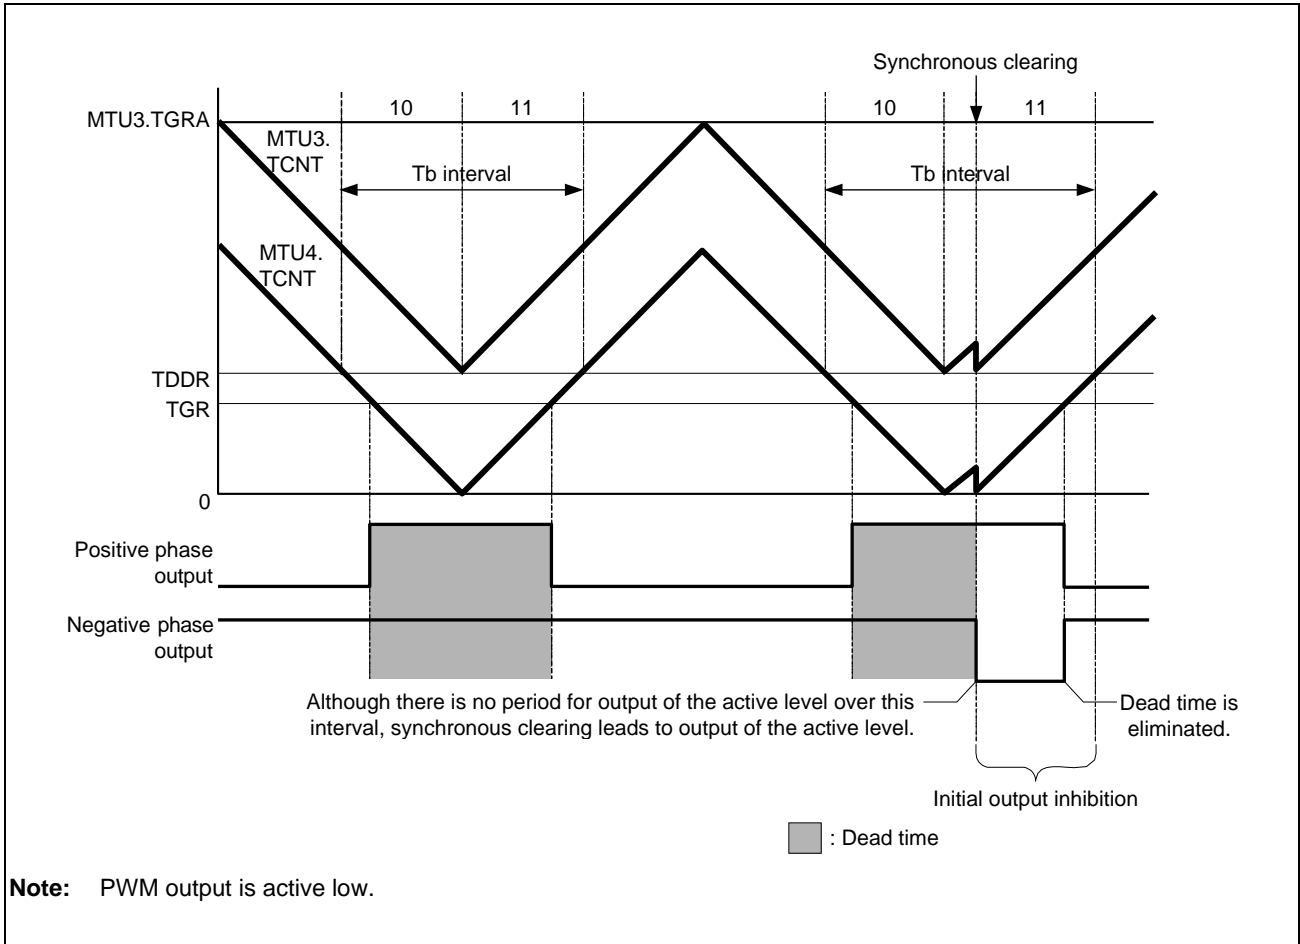 Synchronous clearing
10
11
10
11
MTU3.TGRA
MTU3.
TCNT
Tb interval
Tb interval
MTU4.
TCNT
TDDR
TGR
0
Positive phase
output
Negative phase
output
Although there is no period for output of the active level over this
interval, synchronous clearing leads to output of the active level.
Dead time is
eliminated.
Initial output inhibition
: Dead time
Note: PWM output is active low.